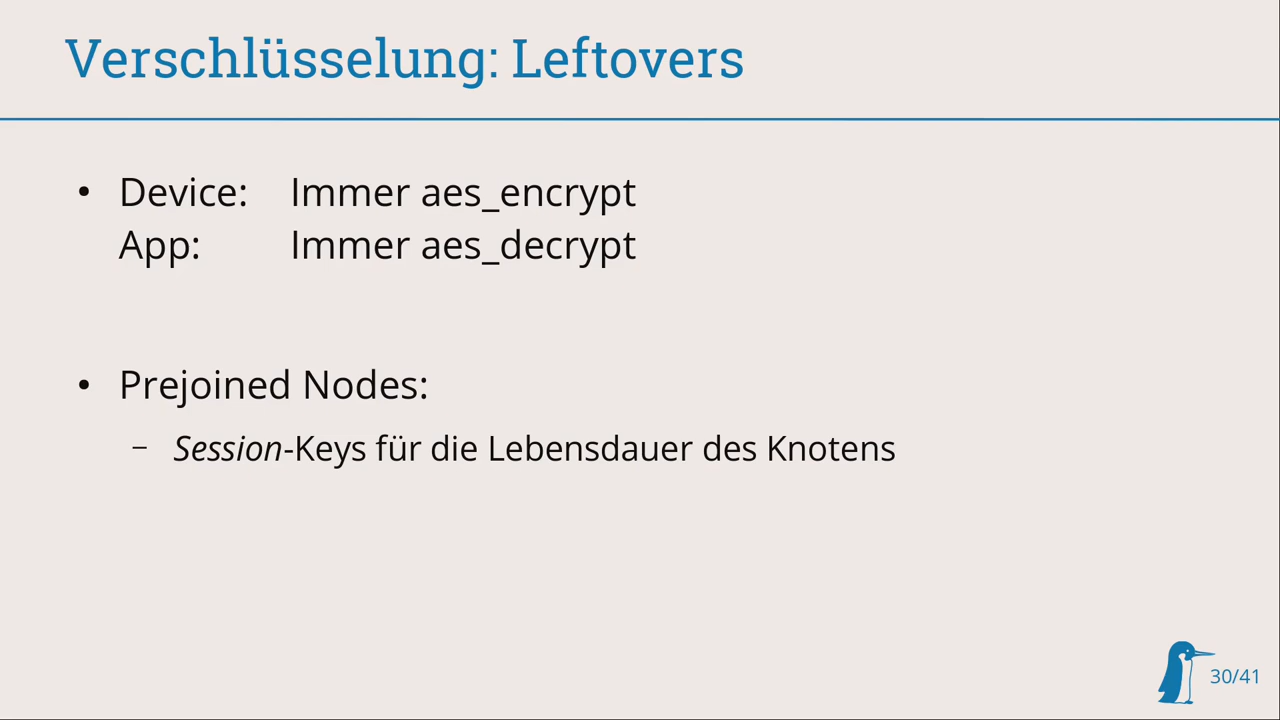 Verschlüsselung: Leftovers
• Device: Immer aes_encrypt
App: Immer aes_decrypt
• Prejoined Nodes:
– Session-Keys für die Lebensdauer des Knotens
30/41